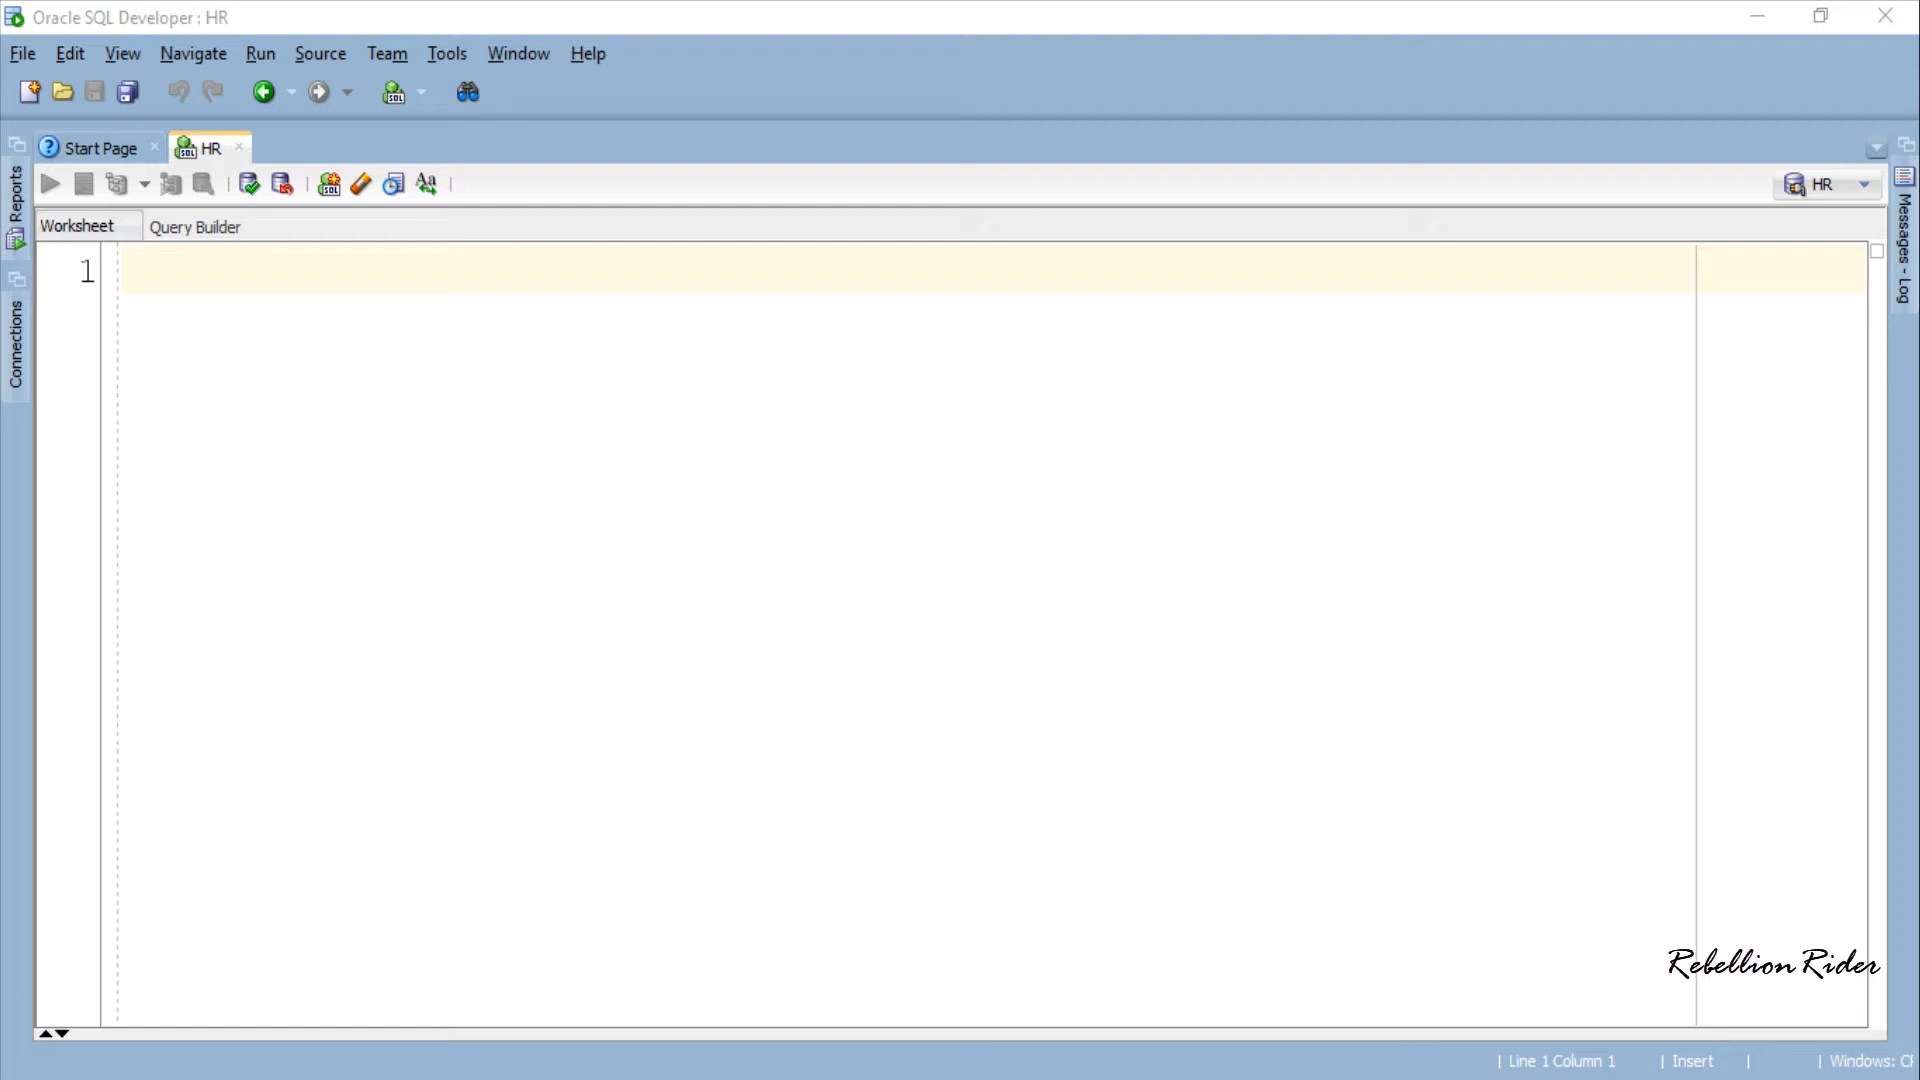 Oracle SQL Developer : HR
File Edit View Navigate Run Source Team Tools Window Help
Start Page
HR
HR
Worksheet
Query Builder
1
Reports
Connections
Messages - Log
Rebellion Rider
Line 1 Column 1
Insert
Windows: C